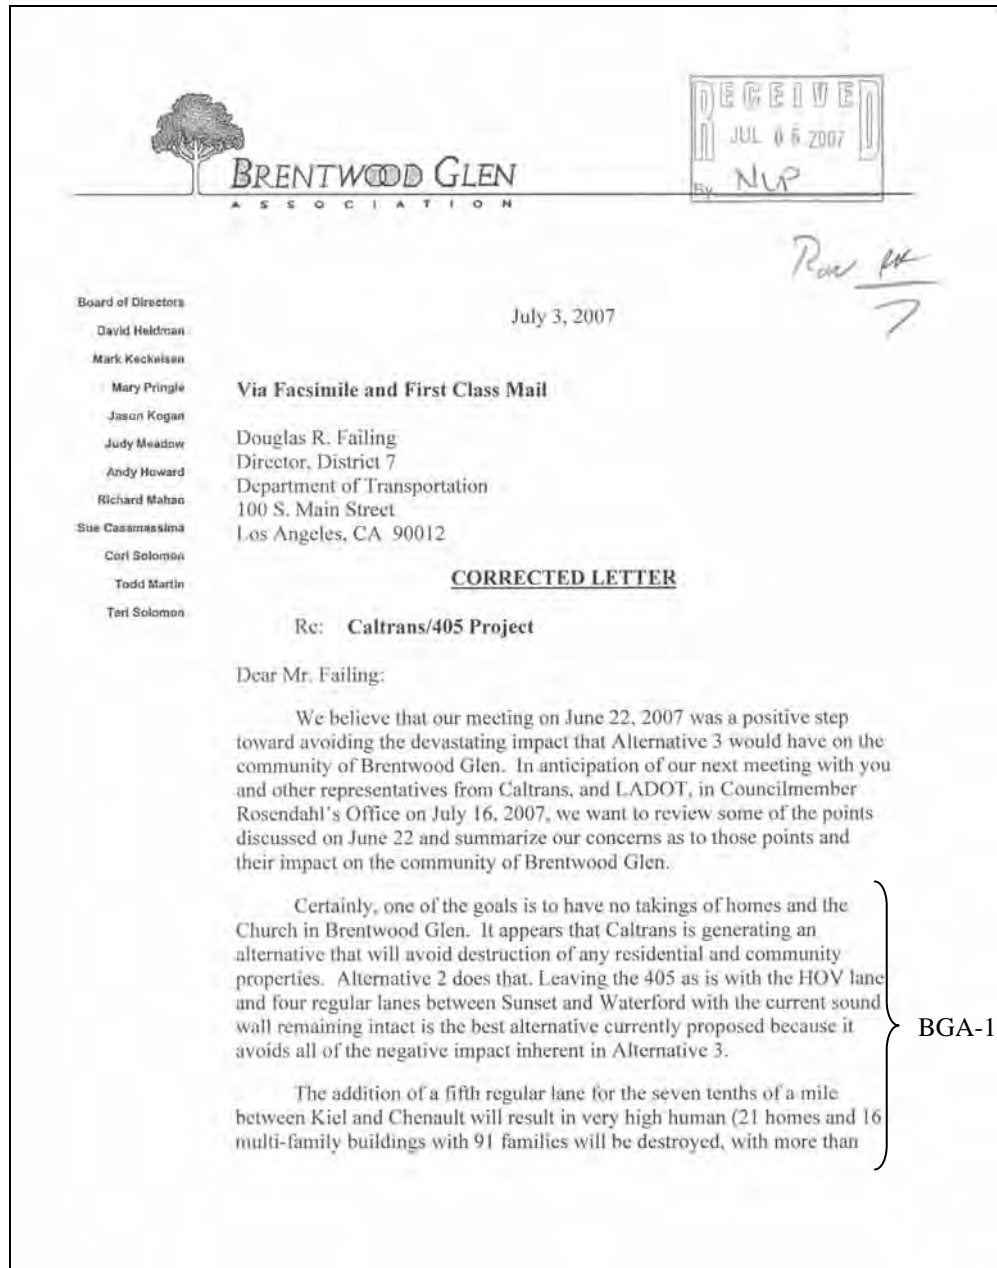 BRENTWOOD GLEN
ASSOCIATION
RECEIVED
JUL 06 2007
By NLP
Board of Directors
David Heldman
Mark Keckeisen
Mary Pringle
Jason Kogan
Judy Meadow
Andy Howard
Richard Mahan
Sue Casamassima
Cori Solomon
Todd Martin
Teri Solomon
July 3, 2007
Via Facsimile and First Class Mail
Douglas R. Failing
Director, District 7
Department of Transportation
100 S. Main Street
Los Angeles, CA 90012
CORRECTED LETTER
Re: Caltrans/405 Project
Dear Mr. Failing:
We believe that our meeting on June 22, 2007 was a positive step
toward avoiding the devastating impact that Alternative 3 would have on the
community of Brentwood Glen. In anticipation of our next meeting with you
and other representatives from Caltrans, and LADOT, in Councilmember
Rosendahl's Office on July 16, 2007, we want to review some of the points
discussed on June 22 and summarize our concerns as to those points and
their impact on the community of Brentwood Glen.
Certainly, one of the goals is to have no takings of homes and the
Church in Brentwood Glen. It appears that Caltrans is generating an
alternative that will avoid destruction of any residential and community
properties. Alternative 2 does that. Leaving the 405 as is with the HOV lane
and four regular lanes between Sunset and Waterford with the current sound
wall remaining intact is the best alternative currently proposed because it
avoids all of the negative impact inherent in Alternative 3.
BGA-1
The addition of a fifth regular lane for the seven tenths of a mile
between Kiel and Chenault will result in very high human (21 homes and 16
multi-family buildings with 91 families will be destroyed, with more than